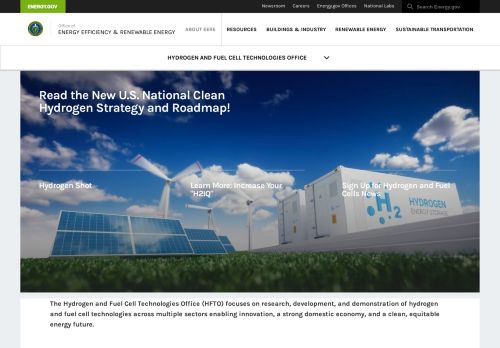 ENERGY.GOV
Newsroom Careers Energy.gov Offices National Labs Search Energy.gov
Office of
ENERGY EFFICIENCY & RENEWABLE ENERGY
ABOUT EERE RESOURCES BUILDINGS & INDUSTRY RENEWABLE ENERGY SUSTAINABLE TRANSPORTATION
HYDROGEN AND FUEL CELL TECHNOLOGIES OFFICE
Read the New U.S. National Clean
Hydrogen Strategy and Roadmap!
Hydrogen Shot
Learn More: Increase Your
"H2IQ"
Sign Up for Hydrogen and Fuel
Cells News
H2 HYDROGEN
ENERGY STORAGE
The Hydrogen and Fuel Cell Technologies Office (HFTO) focuses on research, development, and demonstration of hydrogen
and fuel cell technologies across multiple sectors enabling innovation, a strong domestic economy, and a clean, equitable
energy future.